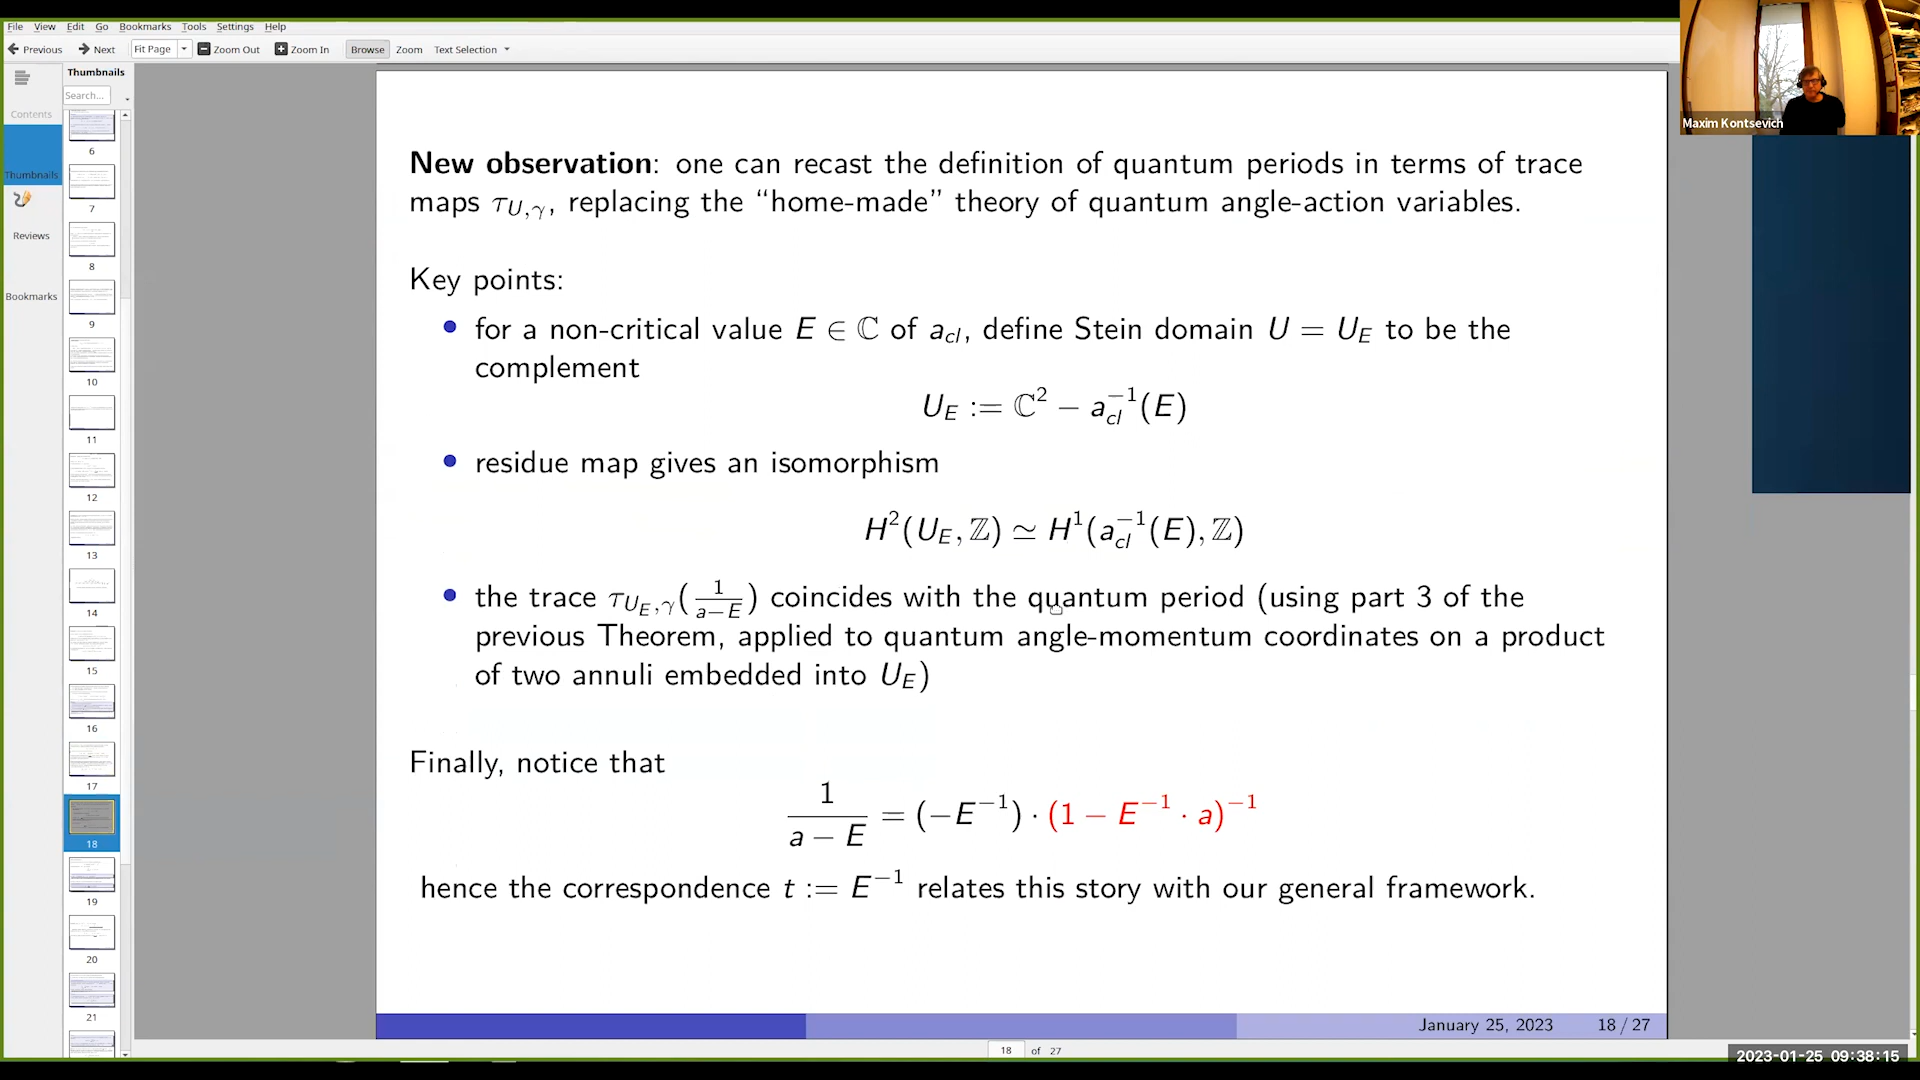 File View Edit Go Bookmarks Tools Settings Help
Previous Next Fit Page Zoom Out Zoom In Browse Zoom Text Selection
Thumbnails
Search...
Contents
Thumbnails
Reviews
Bookmarks
6
7
8
9
10
11
12
13
14
15
16
17
18
19
20
21
New observation: one can recast the definition of quantum periods in terms of trace
maps τ_{U,γ}, replacing the “home-made” theory of quantum angle-action variables.
Key points:
• for a non-critical value E ∈ ℂ of a_{cl}, define Stein domain U = U_E to be the
complement
U_E := ℂ² − a_{cl}^{−1}(E)
• residue map gives an isomorphism
H²(U_E, ℤ) ≃ H¹(a_{cl}^{−1}(E), ℤ)
• the trace τ_{U_E,γ}(1/(a−E)) coincides with the quantum period (using part 3 of the
previous Theorem, applied to quantum angle-momentum coordinates on a product
of two annuli embedded into U_E)
Finally, notice that
1/(a − E) = (−E^{−1}) · (1 − E^{−1} · a)^{−1}
hence the correspondence t := E^{−1} relates this story with our general framework.
January 25, 2023 18 / 27
18 of 27
Maxim Kontsevich
2023-01-25 09:38:15